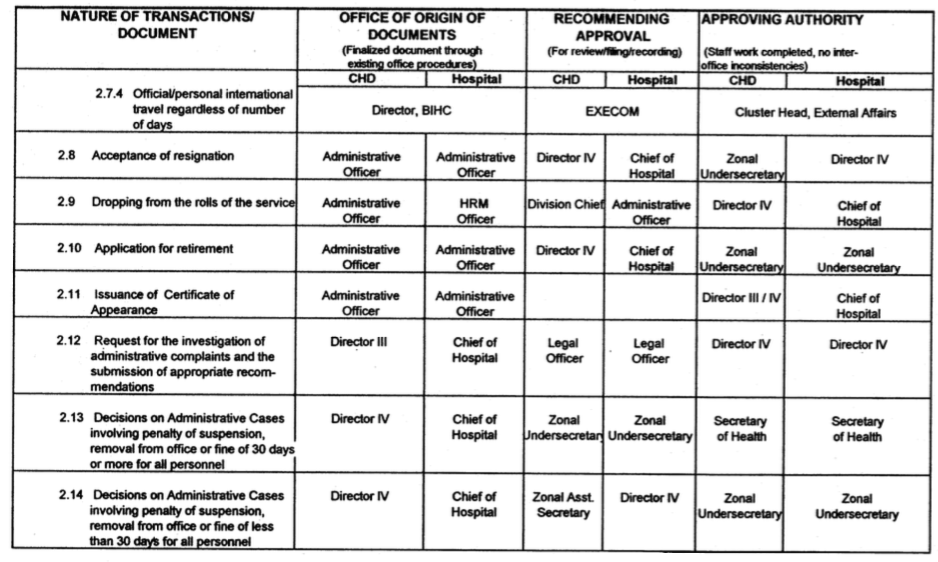 NATURE OF TRANSACTIONS/ DOCUMENT | OFFICE OF ORIGIN OF DOCUMENTS (Finalized document through existing office procedures) | RECOMMENDING APPROVAL (For review/filing/recording) | APPROVING AUTHORITY (Staff work completed, no inter-office inconsistencies)
CHD | Hospital | CHD | Hospital | CHD | Hospital
2.7.4 Official/personal international travel regardless of number of days | Director, BIHC | EXECOM | Cluster Head, External Affairs
2.8 Acceptance of resignation | Administrative Officer | Administrative Officer | Director IV | Chief of Hospital | Zonal Undersecretary | Director IV
2.9 Dropping from the rolls of the service | Administrative Officer | HRM Officer | Division Chief | Administrative Officer | Director IV | Chief of Hospital
2.10 Application for retirement | Administrative Officer | Administrative Officer | Director IV | Chief of Hospital | Zonal Undersecretary | Zonal Undersecretary
2.11 Issuance of Certificate of Appearance | Administrative Officer | Administrative Officer | | | Director III / IV | Chief of Hospital
2.12 Request for the investigation of administrative complaints and the submission of appropriate recom-mendations | Director III | Chief of Hospital | Legal Officer | Legal Officer | Director IV | Director IV
2.13 Decisions on Administrative Cases involving penalty of suspension, removal from office or fine of 30 days or more for all personnel | Director IV | Chief of Hospital | Zonal Undersecretary | Zonal Undersecretary | Secretary of Health | Secretary of Health
2.14 Decisions on Administrative Cases involving penalty of suspension, removal from office or fine of less than 30 days for all personnel | Director IV | Chief of Hospital | Zonal Asst. Secretary | Director IV | Zonal Undersecretary | Zonal Undersecretary